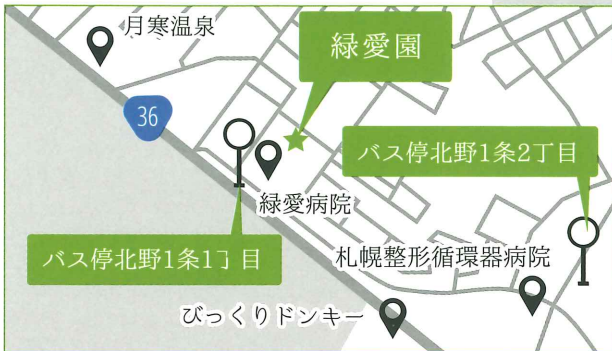 月寒温泉
緑愛園
36
バス停北野1条2丁目
緑愛病院
バス停北野1条1丁目
札幌整形循環器病院
びっくりドンキー